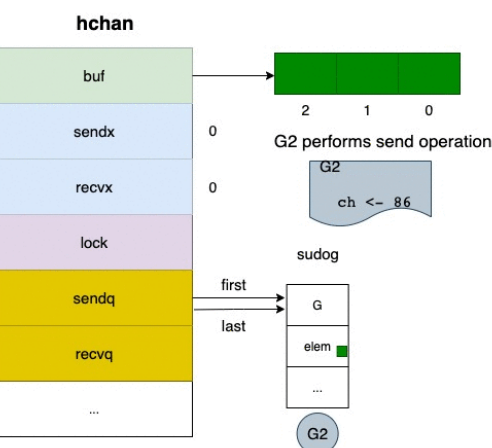 hchan
buf
2 1 0
sendx 0
G2 performs send operation
G2
recvx 0
ch <- 86
lock
sudog
sendq
first
last
G
recvq
elem
...
...
G2